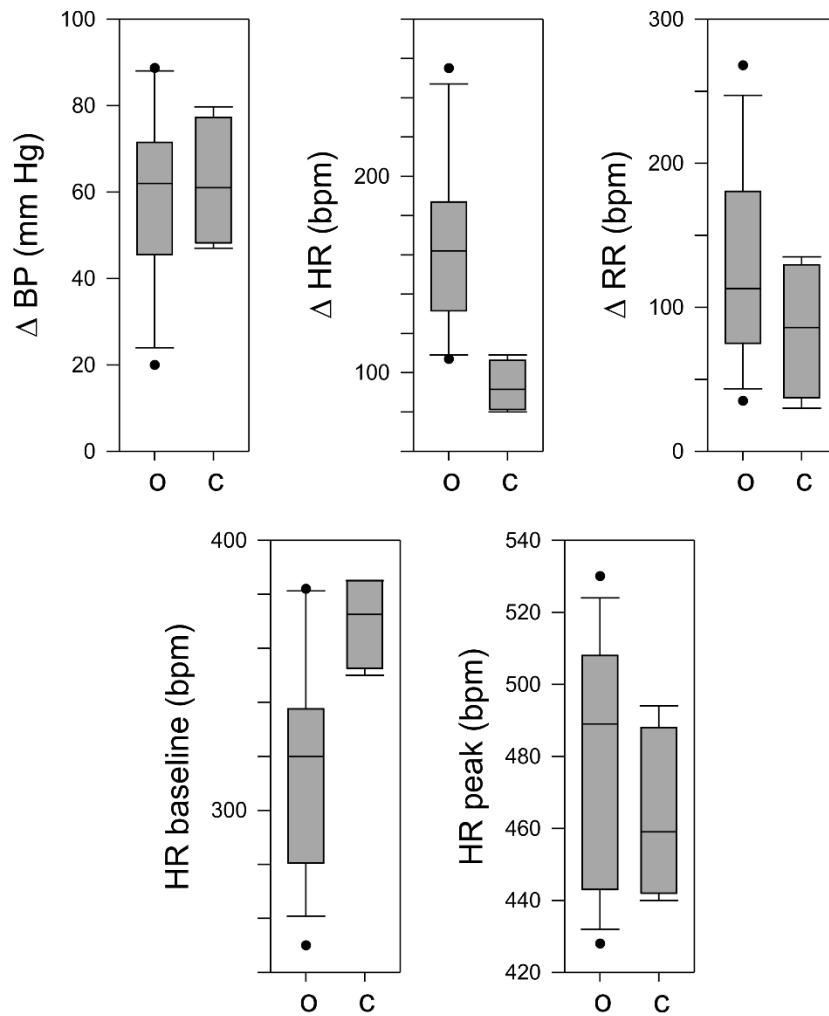 Δ BP (mm Hg)
100
80
60
40
20
0
O
C
Δ HR (bpm)
200
100
O
C
Δ RR (bpm)
300
200
100
0
O
C
HR baseline (bpm)
400
300
O
C
HR peak (bpm)
540
520
500
480
460
440
420
O
C